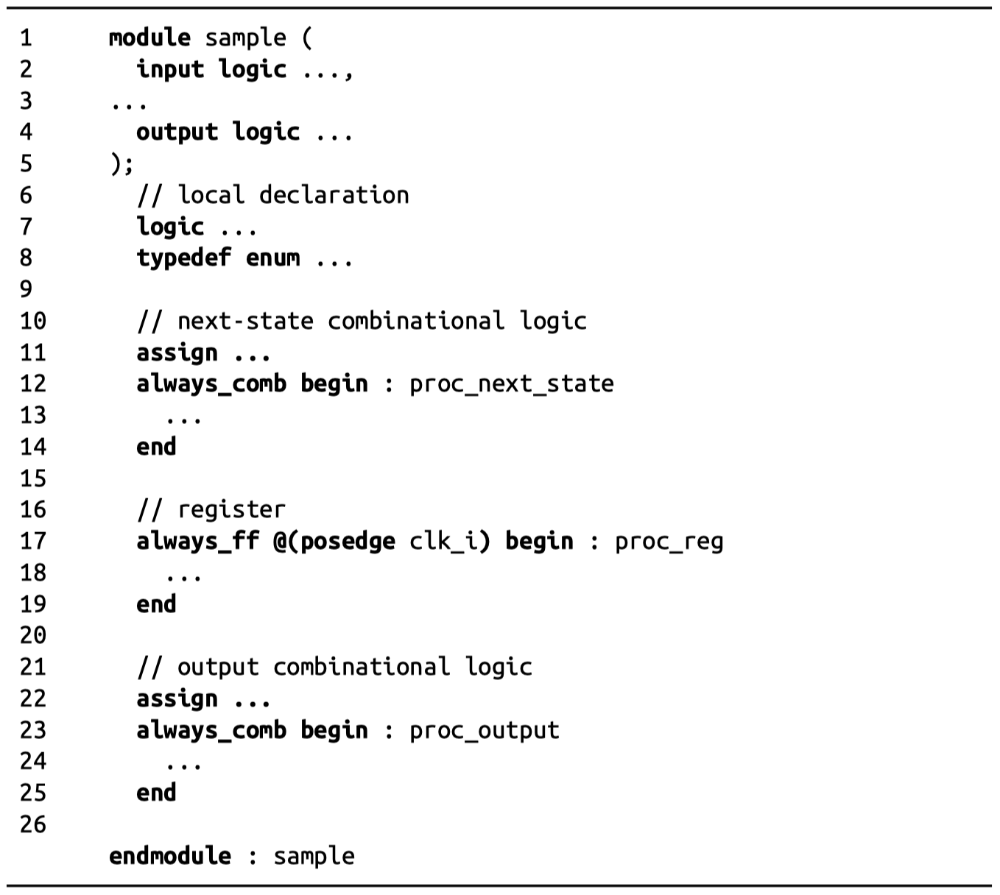 1 module sample (
2 input logic ...,
3 ...
4 output logic ...
5 );
6 // local declaration
7 logic ...
8 typedef enum ...
9
10 // next-state combinational logic
11 assign ...
12 always_comb begin : proc_next_state
13 ...
14 end
15
16 // register
17 always_ff @(posedge clk_i) begin : proc_reg
18 ...
19 end
20
21 // output combinational logic
22 assign ...
23 always_comb begin : proc_output
24 ...
25 end
26
endmodule : sample